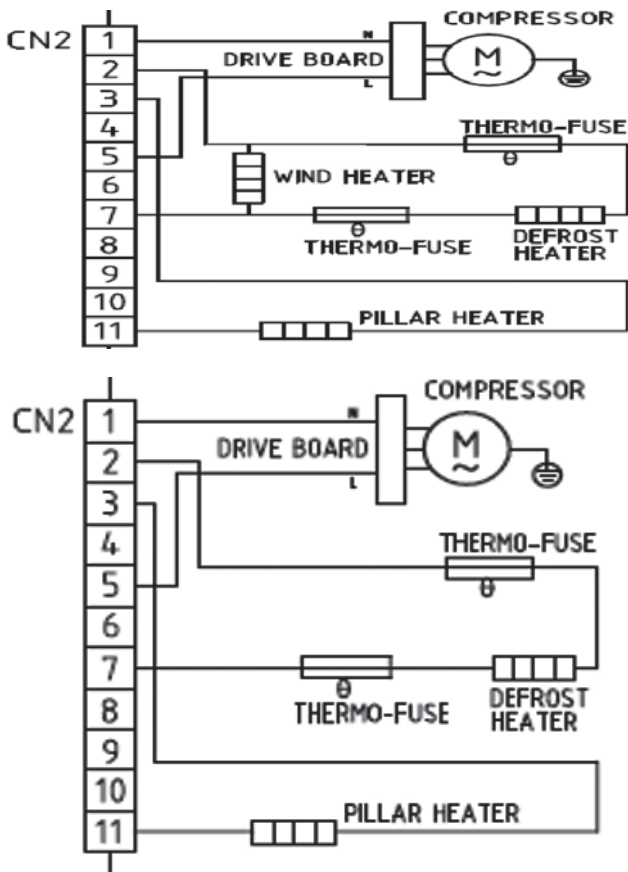 COMPRESSOR
CN2
1
N
M
~
2
DRIVE BOARD
3
L
4
THERMO-FUSE
5
θ
6
WIND HEATER
7
8
θ
THERMO-FUSE
DEFROST
HEATER
9
10
11
PILLAR HEATER
COMPRESSOR
CN2
1
N
M
~
2
DRIVE BOARD
3
L
4
THERMO-FUSE
5
θ
6
7
8
θ
THERMO-FUSE
DEFROST
HEATER
9
10
11
PILLAR HEATER